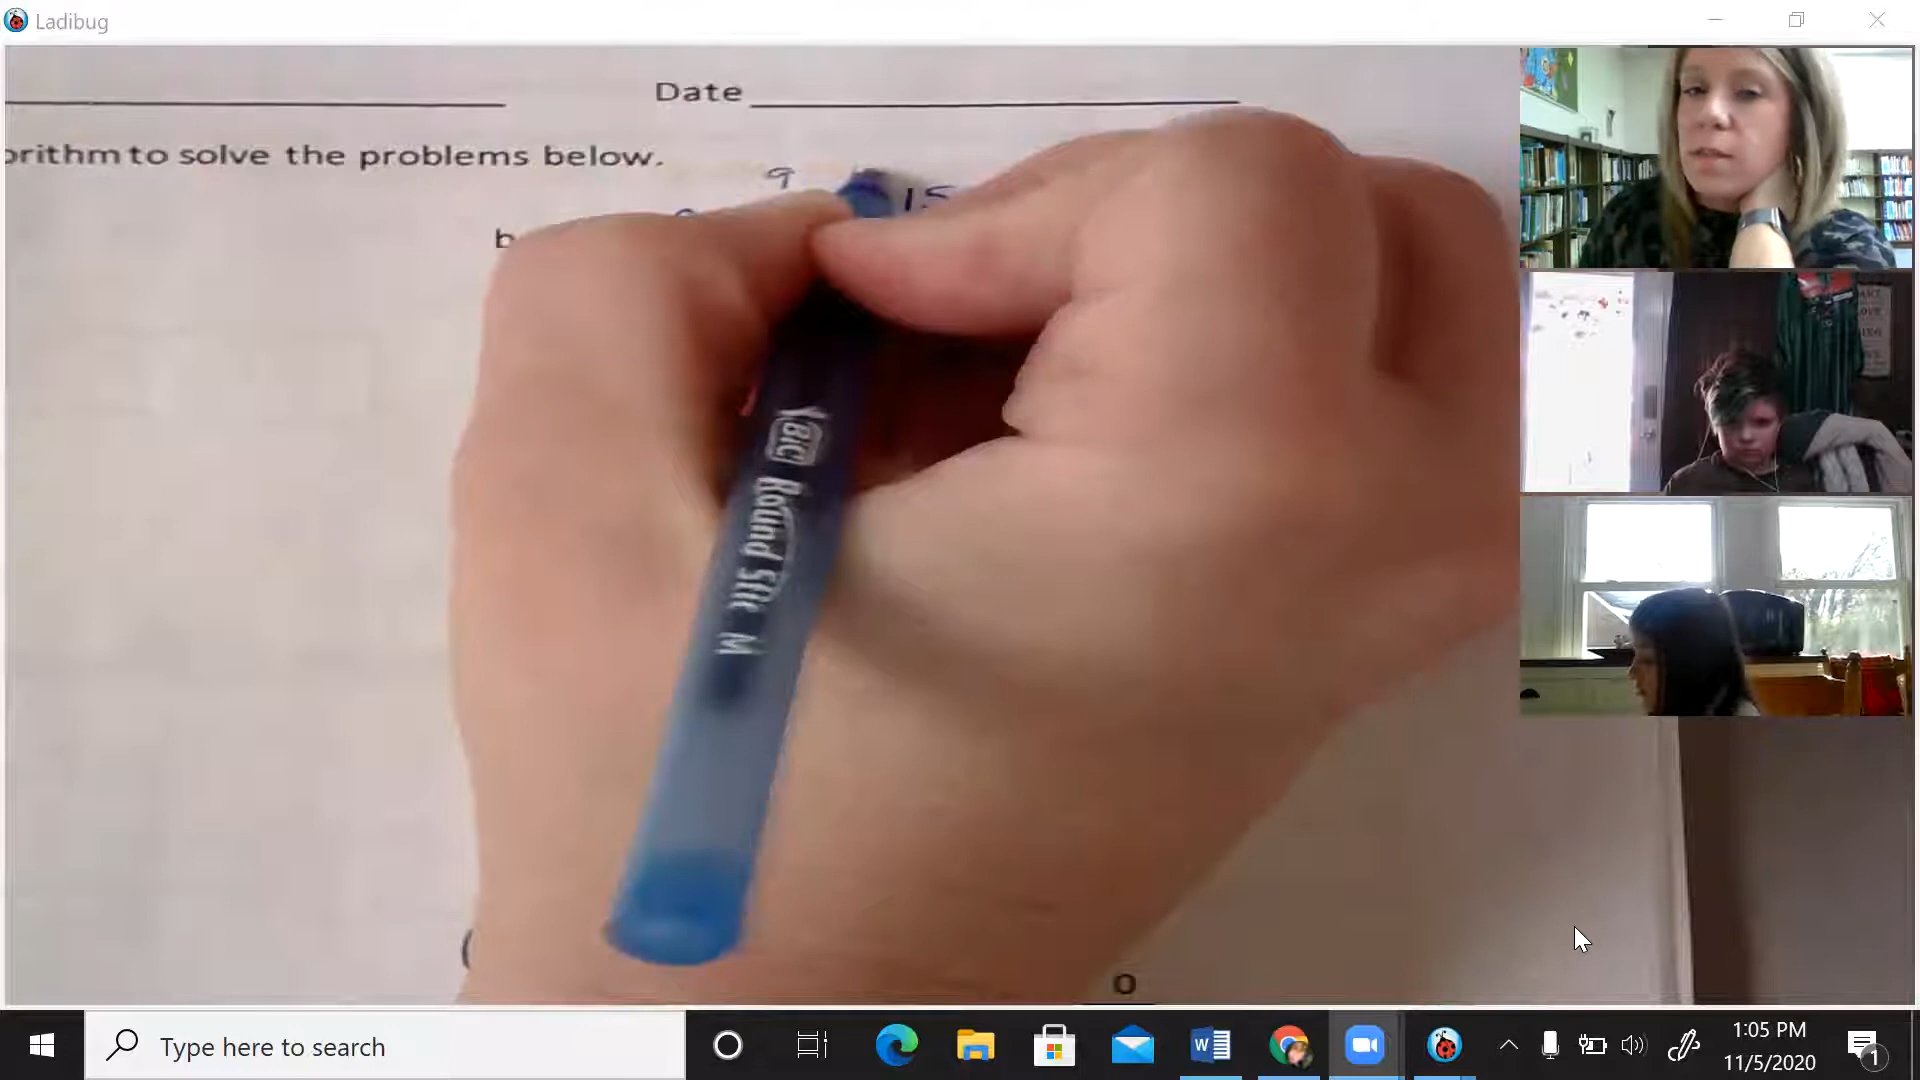 Ladibug
Date
orithm to solve the problems below.
9
15
b
BIC Round Stic M
0
Type here to search
1:05 PM
11/5/2020
1